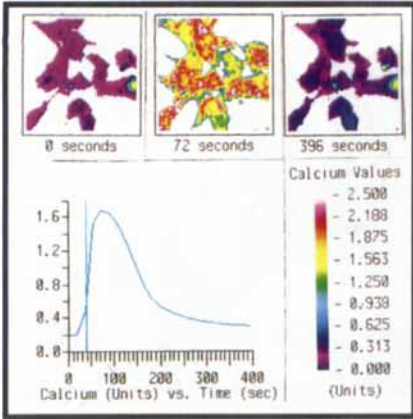 0 seconds
72 seconds
396 seconds
Calcium Values
- 2.500
- 2.188
- 1.875
- 1.563
- 1.250
- 0.938
- 0.625
- 0.313
- 0.000
(Units)
1.6
1.2
0.8
0.4
0.0
0 100 200 300 400
Calcium (Units) vs. Time (sec)